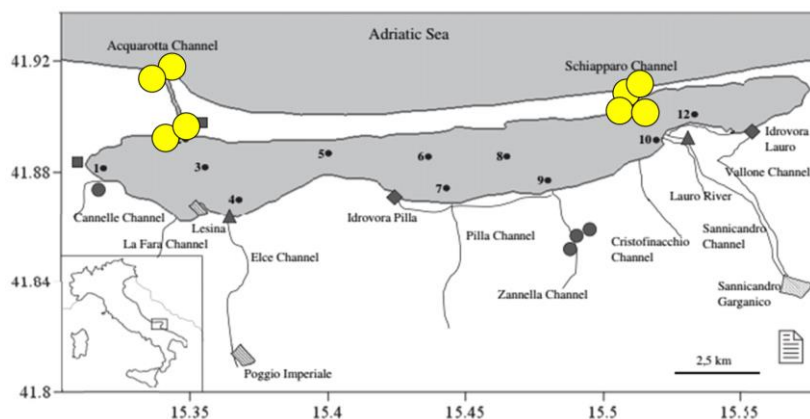 Adriatic Sea
Acquarotta Channel
Schiapparo Channel
41.92
41.88
41.84
41.8
12
10
Idrovora
Lauro
5
6
8
1
3
Vallone Channel
7
9
4
Lauro River
Cannelle Channel
Lesina
Idrovora Pilla
La Fara Channel
Elce Channel
Pilla Channel
Cristofinacchio
Channel
Sannicandro
Channel
Zannella Channel
Sannicandro
Garganico
Poggio Imperiale
2,5 km
15.35
15.4
15.45
15.5
15.55